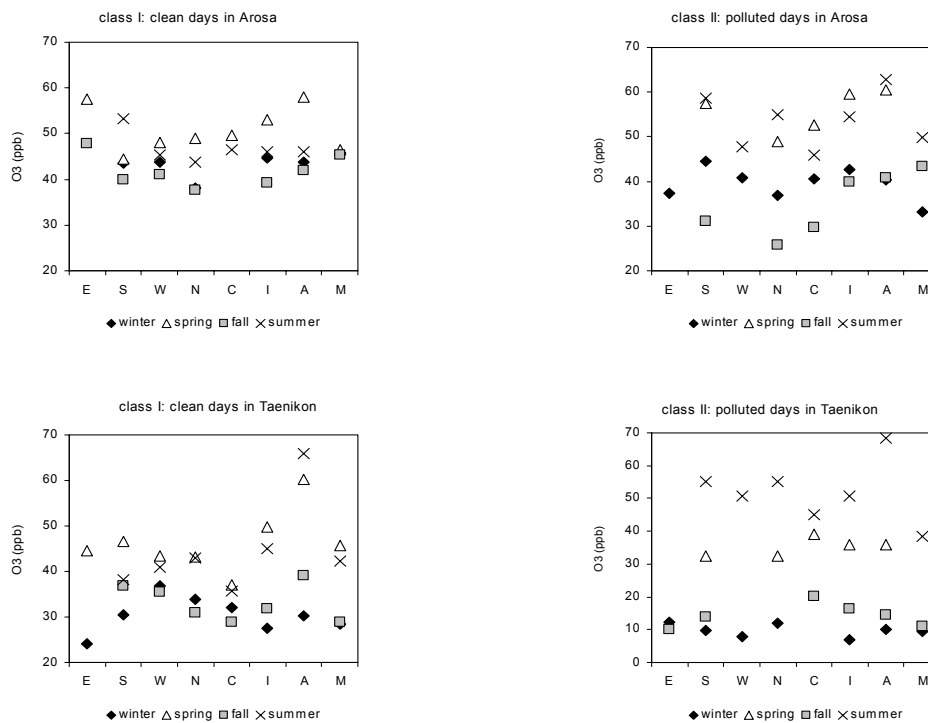 class I: clean days in Arosa
70
60
50
40
30
20
O3 (ppb)
E S W N C I A M
winter spring fall summer
class II: polluted days in Arosa
70
60
50
40
30
20
O3 (ppb)
E S W N C I A M
winter spring fall summer
class I: clean days in Taenikon
70
60
50
40
30
20
O3 (ppb)
E S W N C I A M
winter spring fall summer
class II: polluted days in Taenikon
70
60
50
40
30
20
10
0
O3 (ppb)
E S W N C I A M
winter spring fall summer